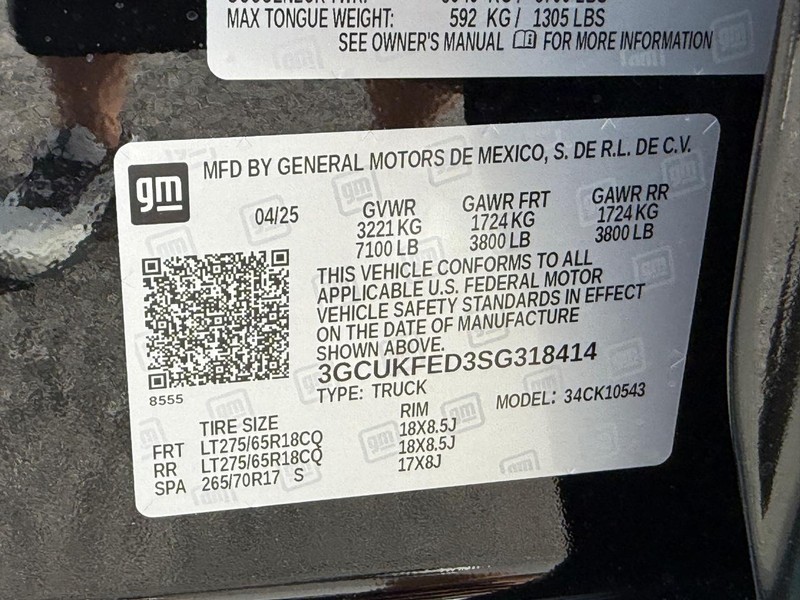 MAX TONGUE WEIGHT: 592 KG / 1305 LBS
SEE OWNER'S MANUAL FOR MORE INFORMATION
gm
MFD BY GENERAL MOTORS DE MEXICO, S. DE R.L. DE C.V.
04/25 GVWR GAWR FRT GAWR RR
3221 KG 1724 KG 1724 KG
7100 LB 3800 LB 3800 LB
THIS VEHICLE CONFORMS TO ALL
APPLICABLE U.S. FEDERAL MOTOR
VEHICLE SAFETY STANDARDS IN EFFECT
ON THE DATE OF MANUFACTURE
SHOWN ABOVE.
3GCUKFED3SG318414
8555
TYPE: TRUCK MODEL: 34CK10543
TIRE SIZE RIM
FRT LT275/65R18CQ 18X8.5J
RR LT275/65R18CQ 18X8.5J
SPA 265/70R17 S 17X8J